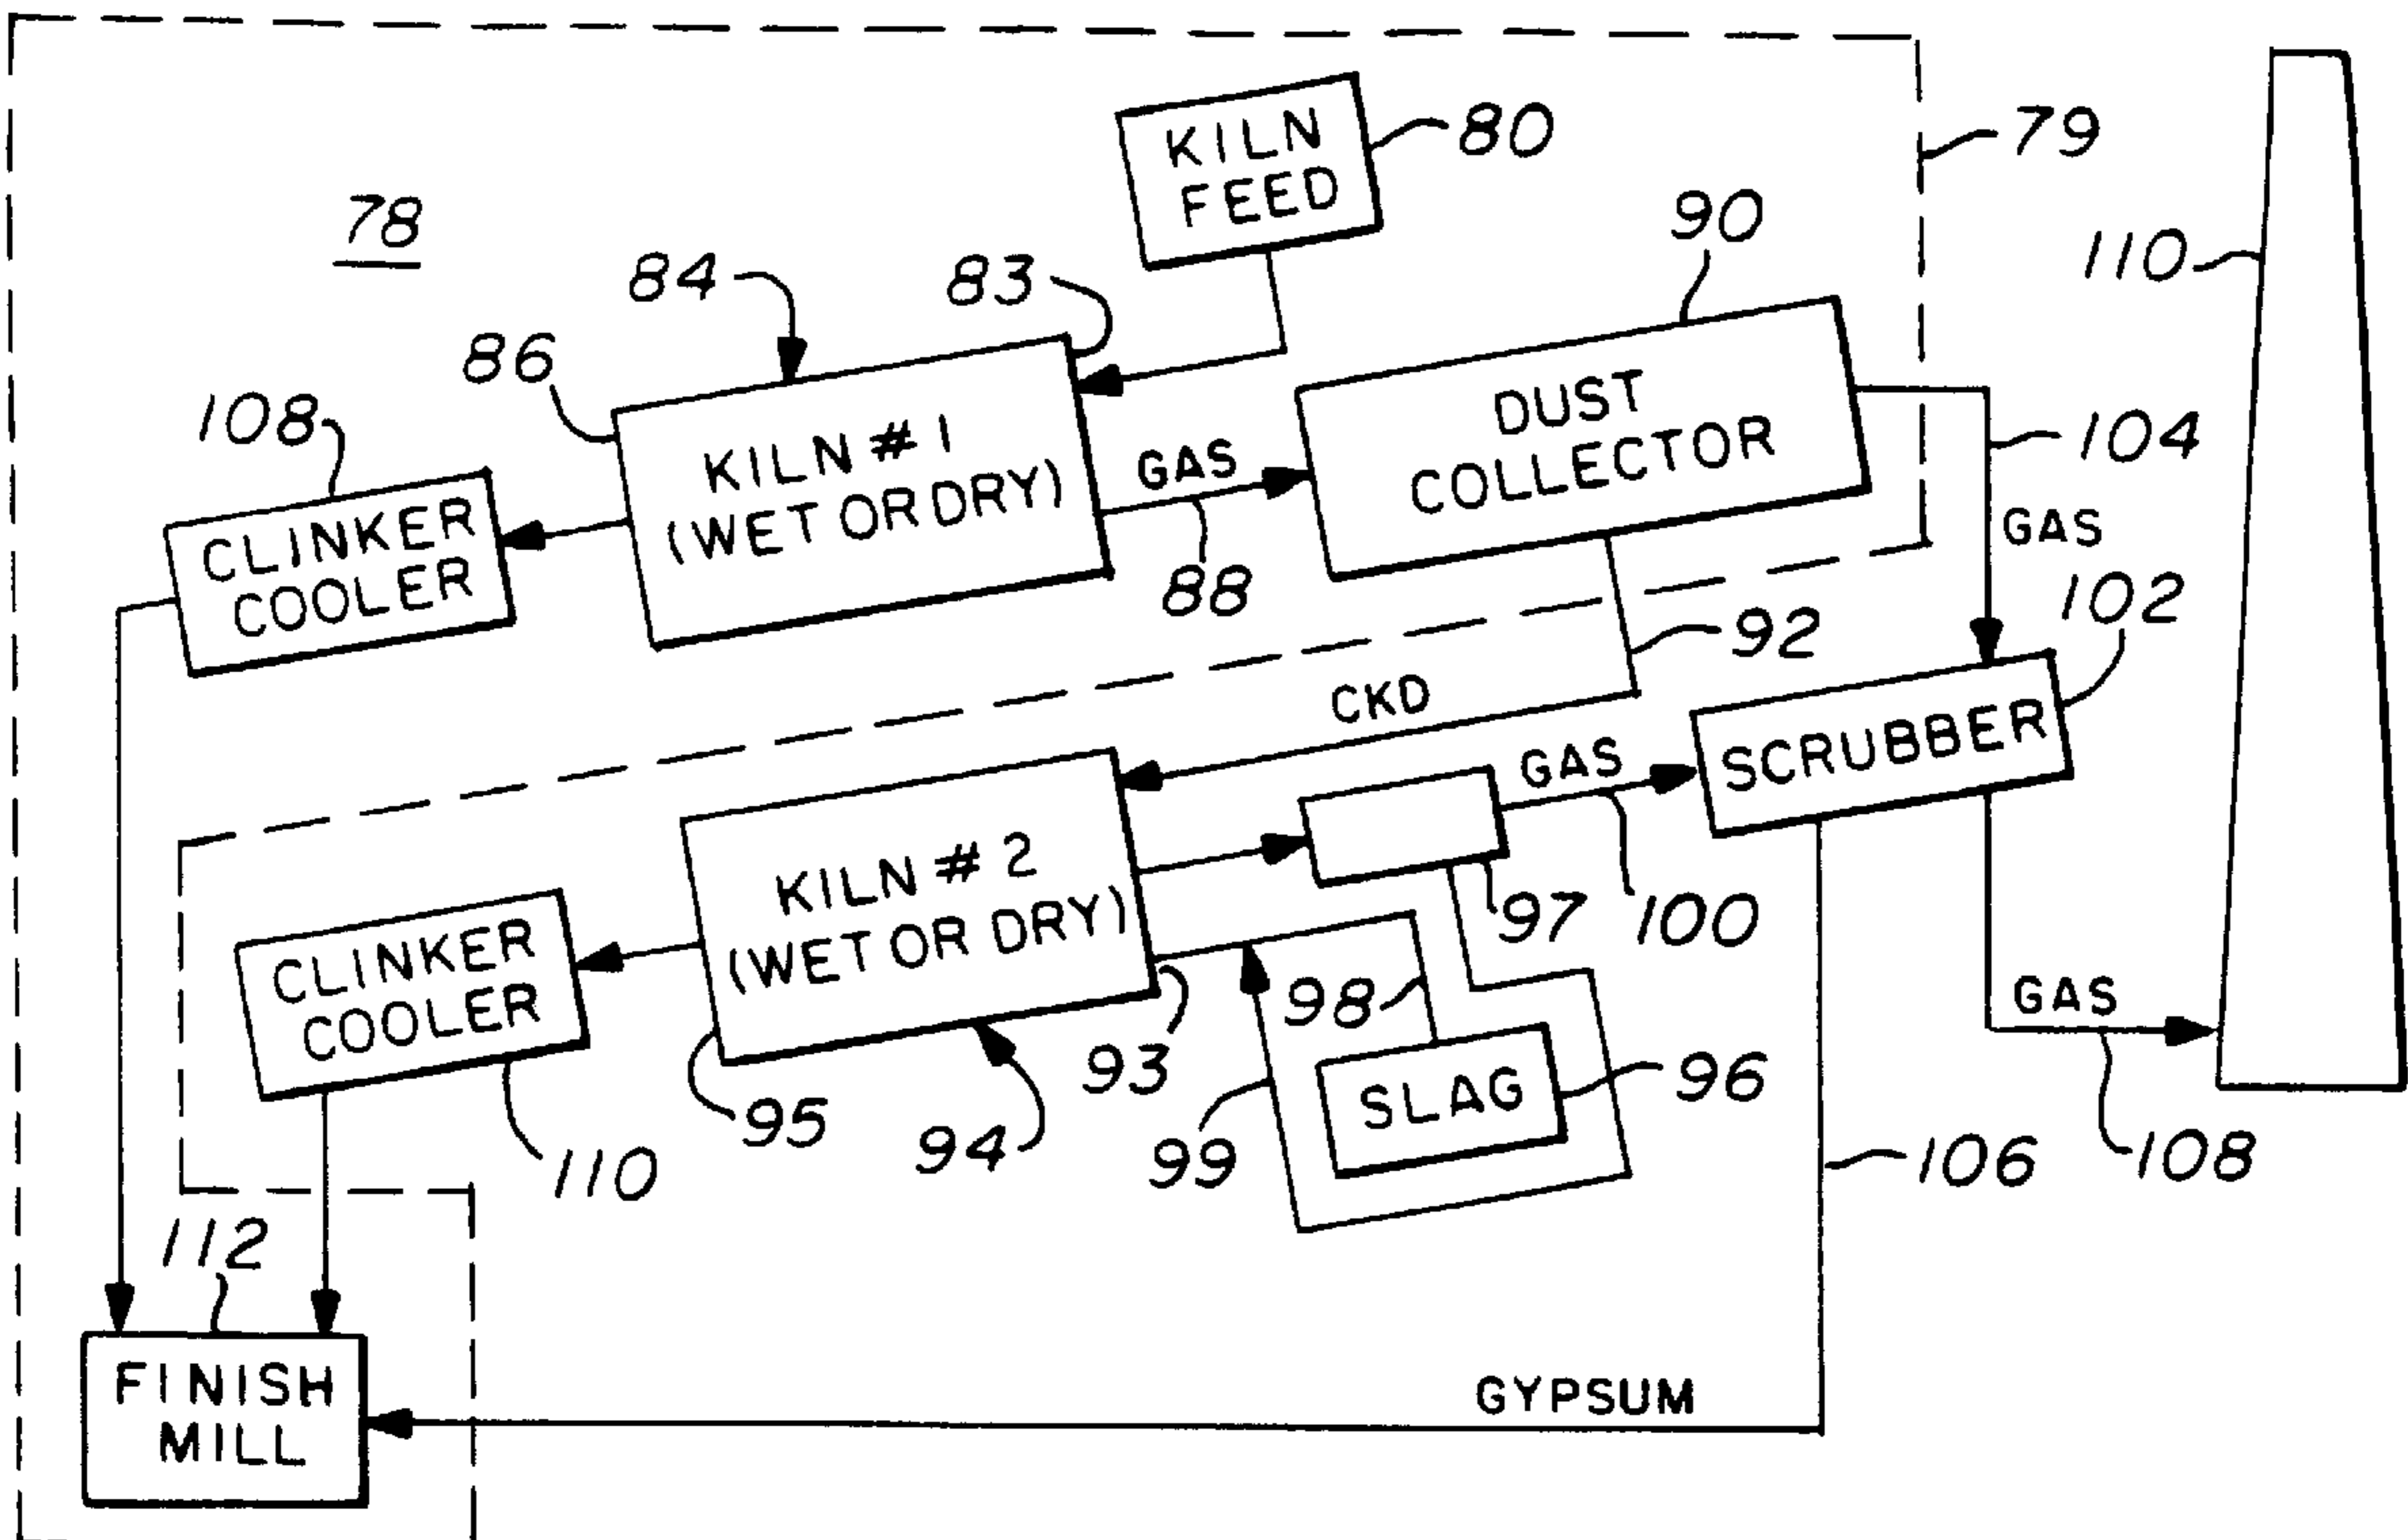 KILN
FEED
80
79
78
90
110
84
83
86
108
KILN # 1
(WET OR DRY)
GAS
88
DUST
COLLECTOR
104
GAS
102
CLINKER
COOLER
92
CKD
SCRUBBER
GAS
KILN # 2
(WET OR DRY)
97
100
98
CLINKER
COOLER
GAS
93
SLAG
96
95
94
99
110
106
108
112
FINISH
MILL
GYPSUM